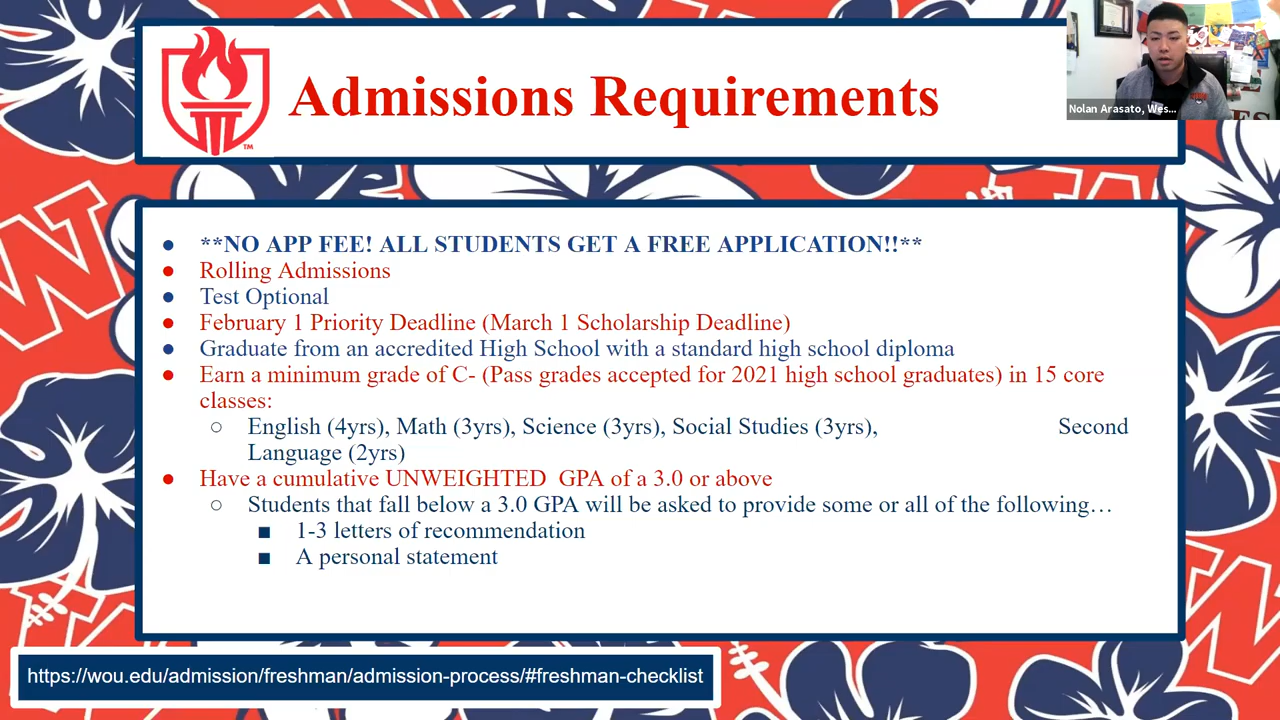 Admissions Requirements
TM
Nolan Arasato, Wes...
**NO APP FEE! ALL STUDENTS GET A FREE APPLICATION!!**
Rolling Admissions
Test Optional
February 1 Priority Deadline (March 1 Scholarship Deadline)
Graduate from an accredited High School with a standard high school diploma
Earn a minimum grade of C- (Pass grades accepted for 2021 high school graduates) in 15 core
classes:
English (4yrs), Math (3yrs), Science (3yrs), Social Studies (3yrs), Second
Language (2yrs)
Have a cumulative UNWEIGHTED GPA of a 3.0 or above
Students that fall below a 3.0 GPA will be asked to provide some or all of the following…
1-3 letters of recommendation
A personal statement
https://wou.edu/admission/freshman/admission-process/#freshman-checklist